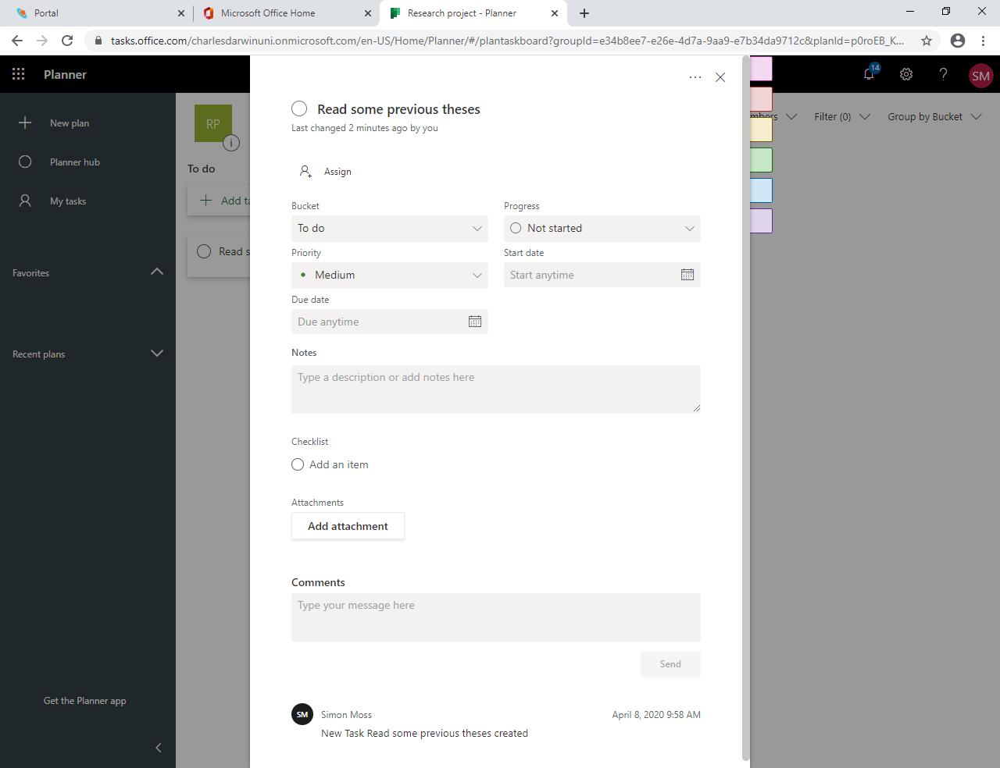 Portal
Microsoft Office Home
Research project - Planner
tasks.office.com/charlesdarwinuni.onmicrosoft.com/en-US/Home/Planner/#/plantaskboard?groupId=e34b8ee7-e26e-4d7a-9aa9-e7b34da9712c&planId=p0roEB_K...
Planner
14
SM
New plan
Planner hub
My tasks
Favorites
Recent plans
Get the Planner app
RP
i
To do
Add ta
Read s
Filter (0)
Group by Bucket
Read some previous theses
Last changed 2 minutes ago by you
Assign
Bucket
Progress
To do
Not started
Priority
Start date
Medium
Start anytime
Due date
Due anytime
Notes
Type a description or add notes here
Checklist
Add an item
Attachments
Add attachment
Comments
Type your message here
Send
SM
Simon Moss
April 8, 2020 9:58 AM
New Task Read some previous theses created